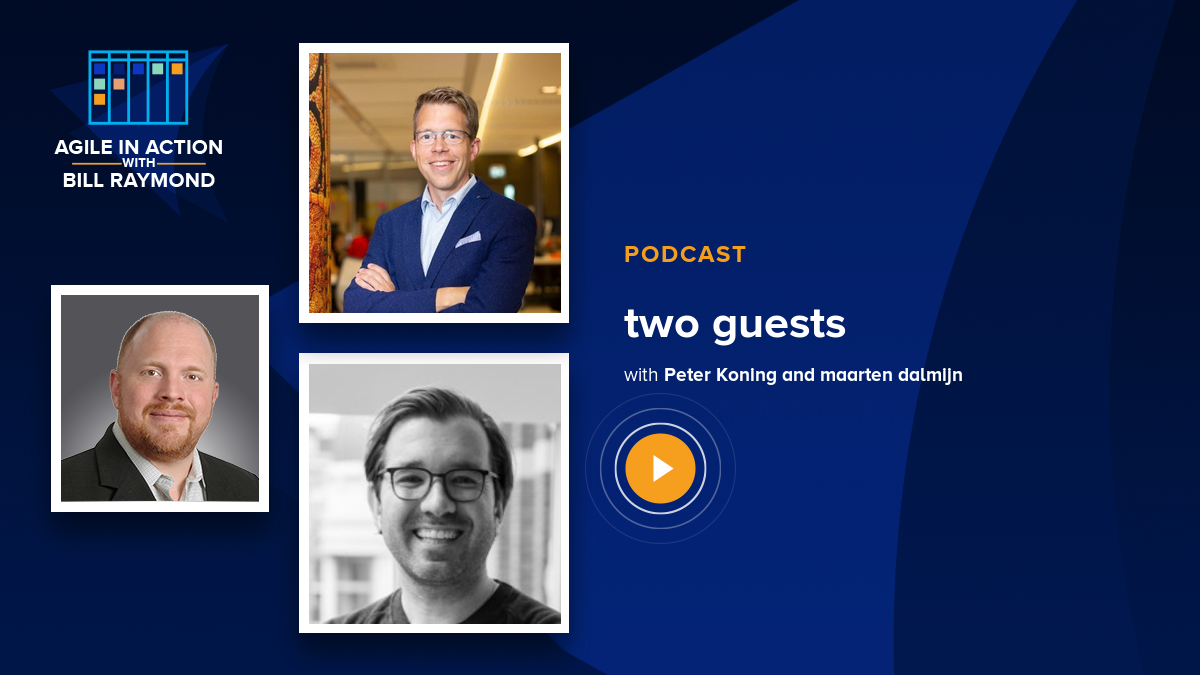 AGILE IN ACTION
WITH
BILL RAYMOND
PODCAST
two guests
with Peter Koning and maarten dalmijn